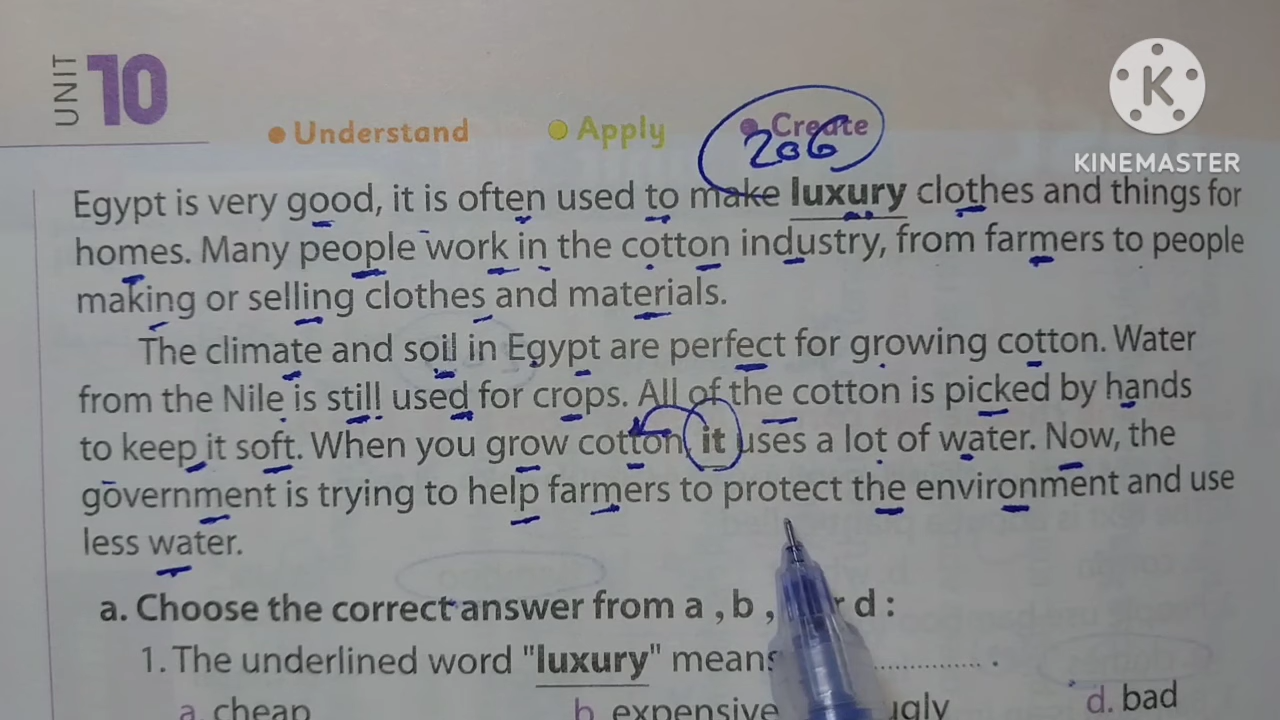 UNIT 10
Understand Apply Create
206
KINEMASTER
Egypt is very good, it is often used to make luxury clothes and things for
homes. Many people work in the cotton industry, from farmers to people
making or selling clothes and materials.
The climate and soil in Egypt are perfect for growing cotton. Water
from the Nile is still used for crops. All of the cotton is picked by hands
to keep it soft. When you grow cotton, it uses a lot of water. Now, the
government is trying to help farmers to protect the environment and use
less water.
a. Choose the correct answer from a , b , r d :
1. The underlined word "luxury" means .............. .
a. cheap b. expensive ugly d. bad